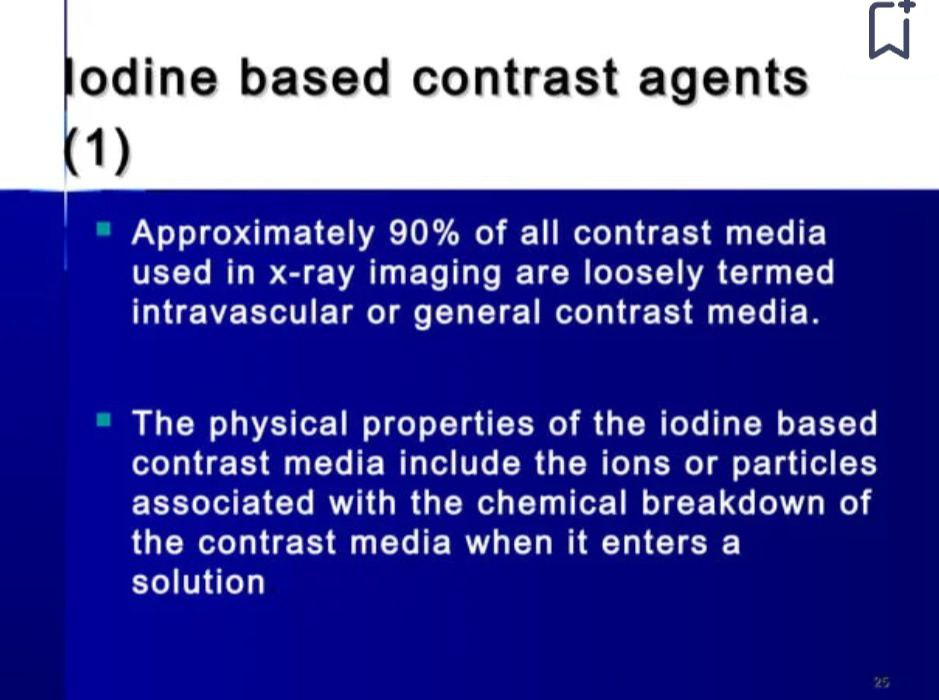 Iodine based contrast agents
(1)
Approximately 90% of all contrast media
used in x-ray imaging are loosely termed
intravascular or general contrast media.
The physical properties of the iodine based
contrast media include the ions or particles
associated with the chemical breakdown of
the contrast media when it enters a
solution
25